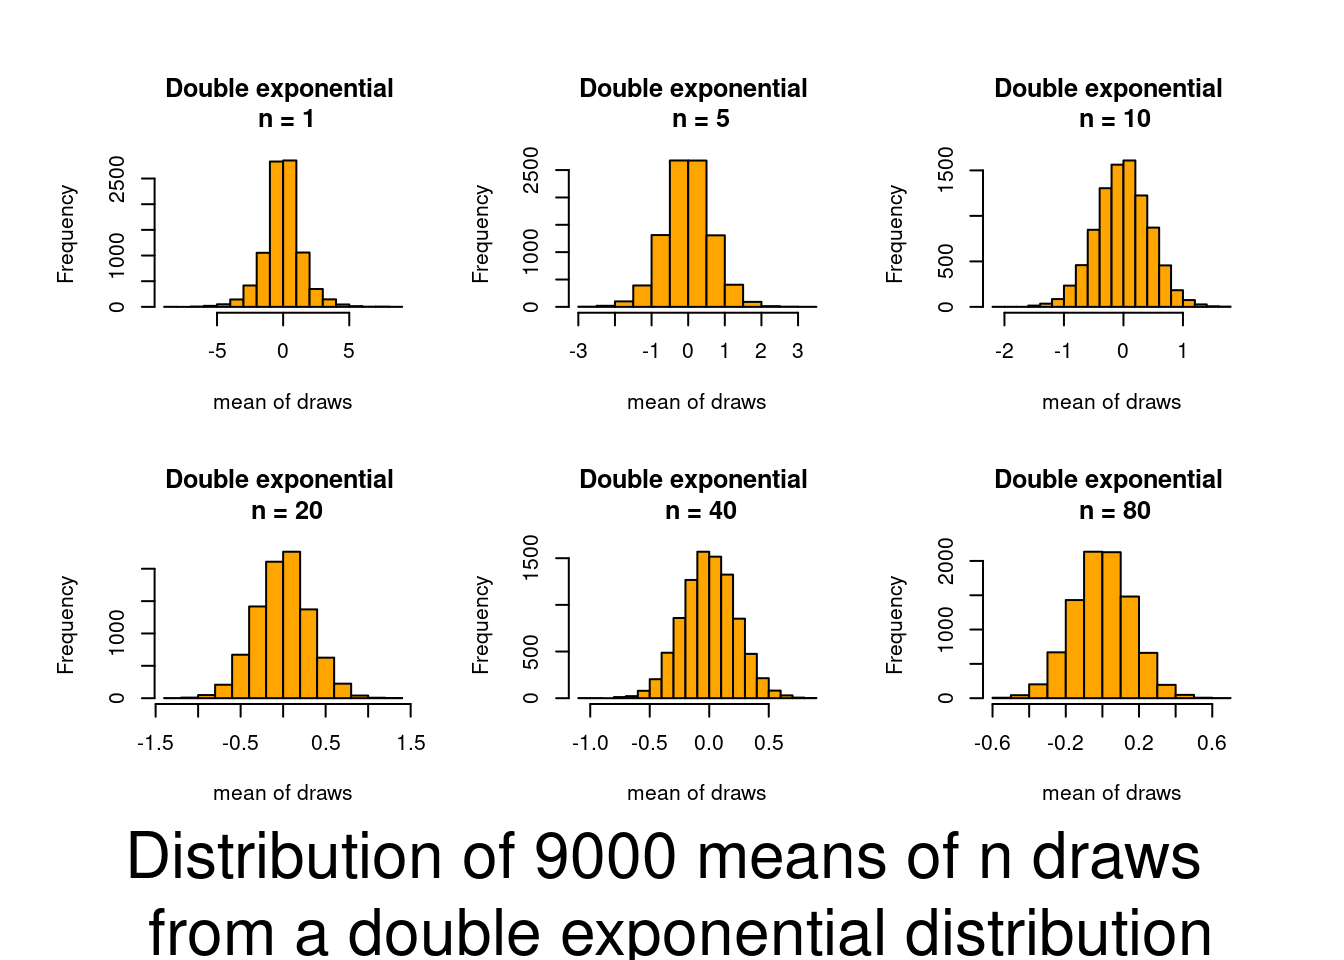 Double exponential
n = 1
Frequency
2500
1000
0
-5 0 5
mean of draws
Double exponential
n = 5
Frequency
2500
1000
0
-3 -1 0 1 2 3
mean of draws
Double exponential
n = 10
Frequency
1500
500
0
-2 -1 0 1
mean of draws
Double exponential
n = 20
Frequency
1000
0
-1.5 -0.5 0.5 1.5
mean of draws
Double exponential
n = 40
Frequency
1500
500
0
-1.0 -0.5 0.0 0.5
mean of draws
Double exponential
n = 80
Frequency
2000
1000
0
-0.6 -0.2 0.2 0.6
mean of draws
Distribution of 9000 means of n draws
from a double exponential distribution